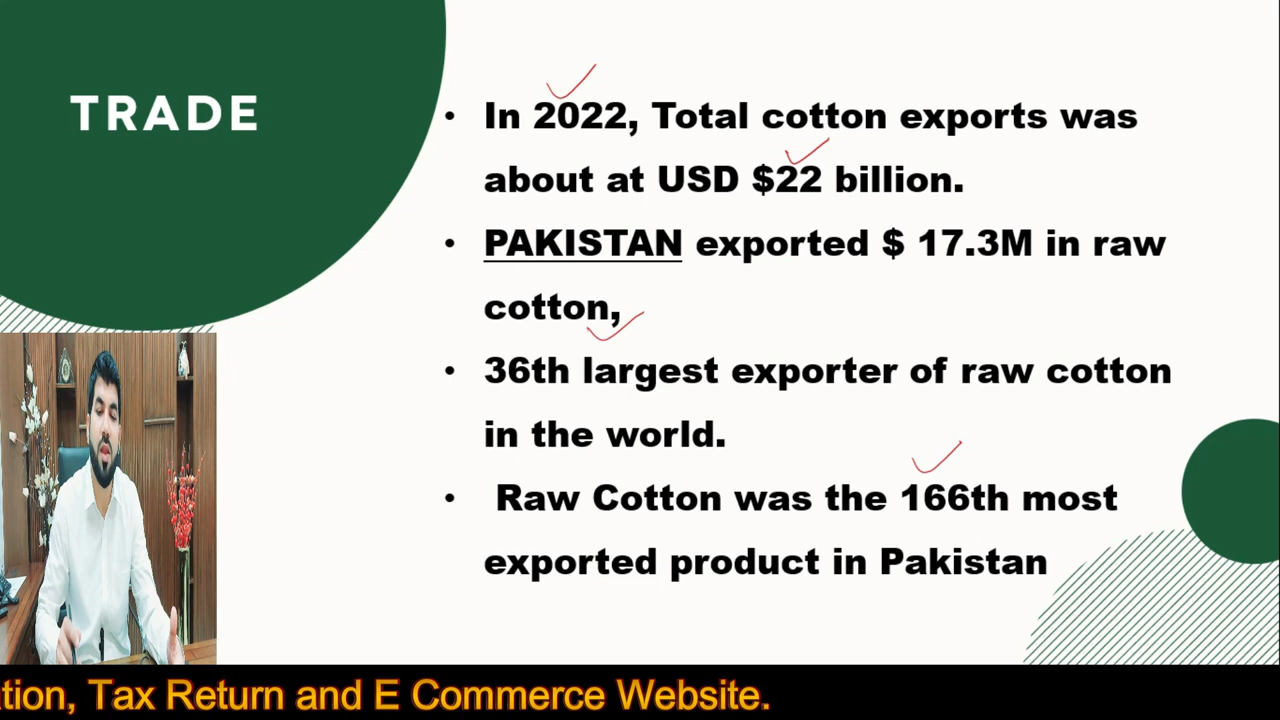 TRADE
• In 2022, Total cotton exports was
about at USD $22 billion.
• PAKISTAN exported $ 17.3M in raw
cotton,
• 36th largest exporter of raw cotton
in the world.
• Raw Cotton was the 166th most
exported product in Pakistan
Tax Return and E Commerce Website.